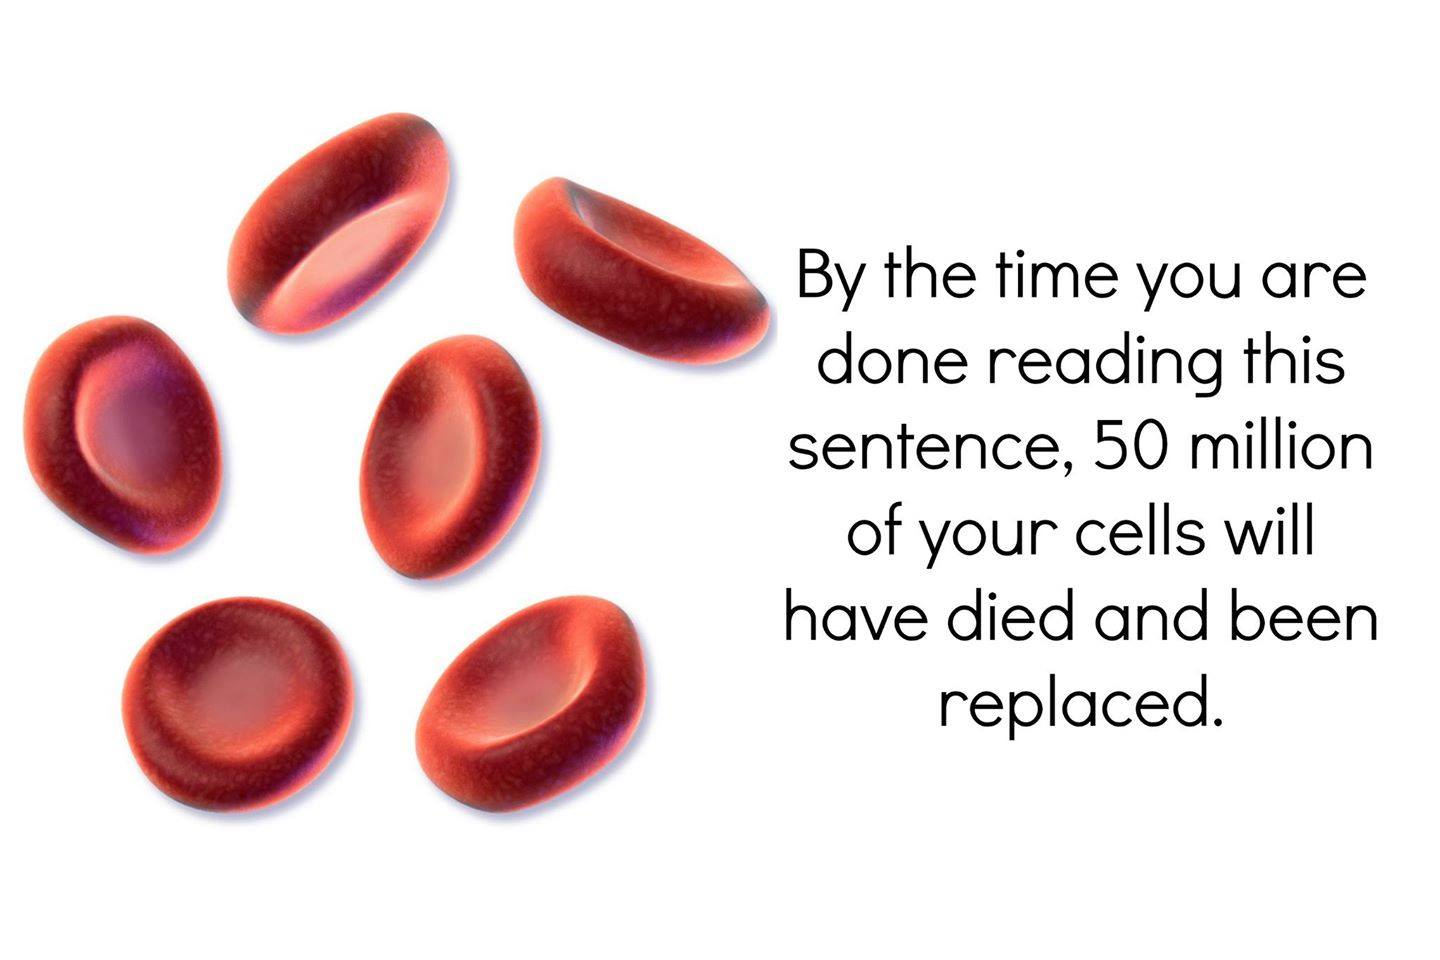 By the time you are
done reading this
sentence, 50 million
of your cells will
have died and been
replaced.